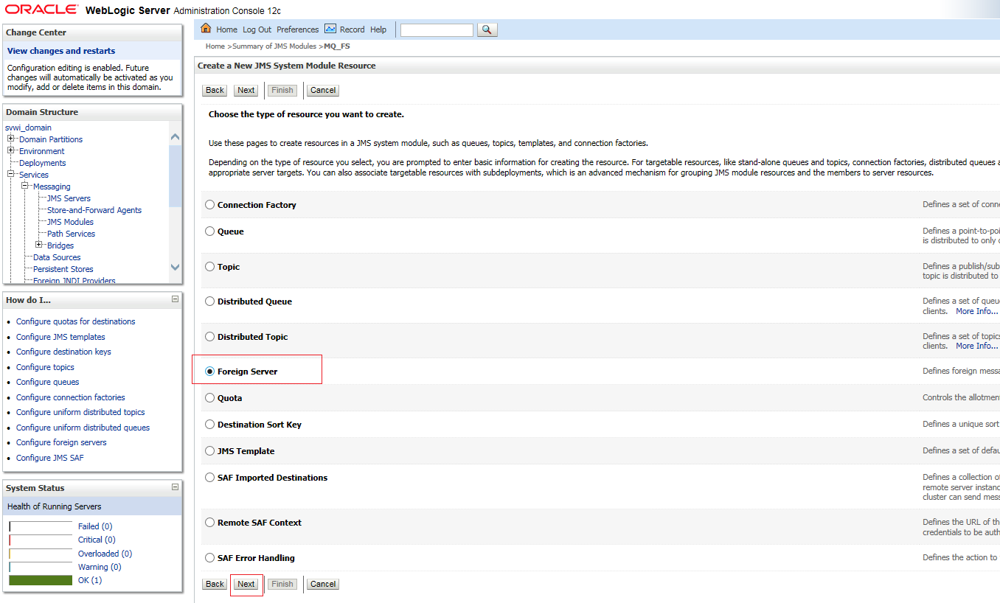 ORACLE WebLogic Server Administration Console 12c
Change Center
View changes and restarts
Configuration editing is enabled. Future
changes will automatically be activated as you
modify, add or delete items in this domain.
Domain Structure
svwi_domain
Domain Partitions
Environment
Deployments
Services
Messaging
JMS Servers
Store-and-Forward Agents
JMS Modules
Path Services
Bridges
Data Sources
Persistent Stores
Foreign JNDI Providers
How do I...
Configure quotas for destinations
Configure JMS templates
Configure destination keys
Configure topics
Configure queues
Configure connection factories
Configure uniform distributed topics
Configure uniform distributed queues
Configure foreign servers
Configure JMS SAF
System Status
Health of Running Servers
Failed (0)
Critical (0)
Overloaded (0)
Warning (0)
OK (1)
Home Log Out Preferences Record Help
Home >Summary of JMS Modules >MQ_FS
Create a New JMS System Module Resource
Back Next Finish Cancel
Choose the type of resource you want to create.
Use these pages to create resources in a JMS system module, such as queues, topics, templates, and connection factories.
Depending on the type of resource you select, you are prompted to enter basic information for creating the resource. For targetable resources, like stand-alone queues and topics, connection factories, distributed queues a
appropriate server targets. You can also associate targetable resources with subdeployments, which is an advanced mechanism for grouping JMS module resources and the members to server resources.
Connection Factory
Defines a set of conne
Queue
Defines a point-to-poi
is distributed to only
Topic
Defines a publish/sub
topic is distributed to
Distributed Queue
Defines a set of queu
clients. More Info...
Distributed Topic
Defines a set of topics
clients. More Info...
Foreign Server
Defines foreign messa
Quota
Controls the allotmen
Destination Sort Key
Defines a unique sort
JMS Template
Defines a set of defau
SAF Imported Destinations
Defines a collection of
remote server instanc
cluster can send mess
Remote SAF Context
Defines the URL of th
credentials to be auth
SAF Error Handling
Defines the action to
Back Next Finish Cancel